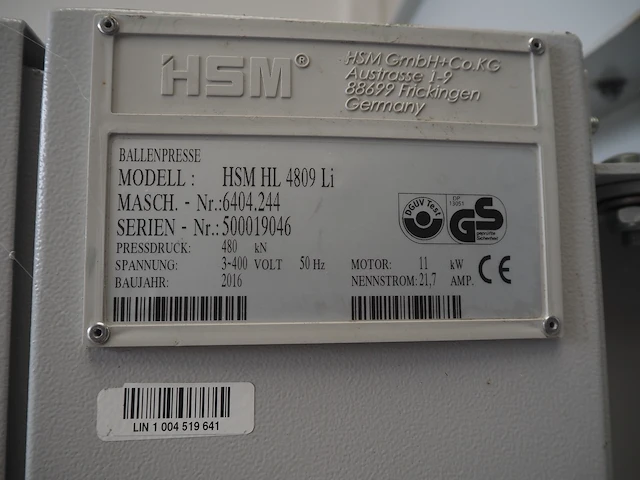 HSM®
HSM GmbH+Co.KG
Austrasse 1-9
88699 Frickingen
Germany
BALLENPRESSE
MODELL : HSM HL 4809 Li
MASCH. - Nr.:6404.244
SERIEN - Nr.:500019046
PRESSDRUCK: 480 kN
SPANNUNG: 3-400 VOLT 50 Hz MOTOR: 11 kW
BAUJAHR: 2016 NENNSTROM: 21,7 AMP.
DGUV Test
GS
geprüfte
Sicherheit
CE
LIN 1 004 519 641